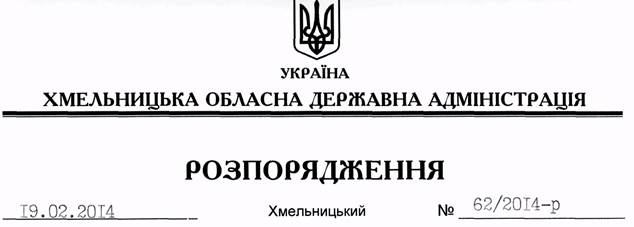 УКРАЇНА
ХМЕЛЬНИЦЬКА ОБЛАСНА ДЕРЖАВНА АДМІНІСТРАЦІЯ
РОЗПОРЯДЖЕННЯ
19.02.2014 Хмельницький № 62/2014-р